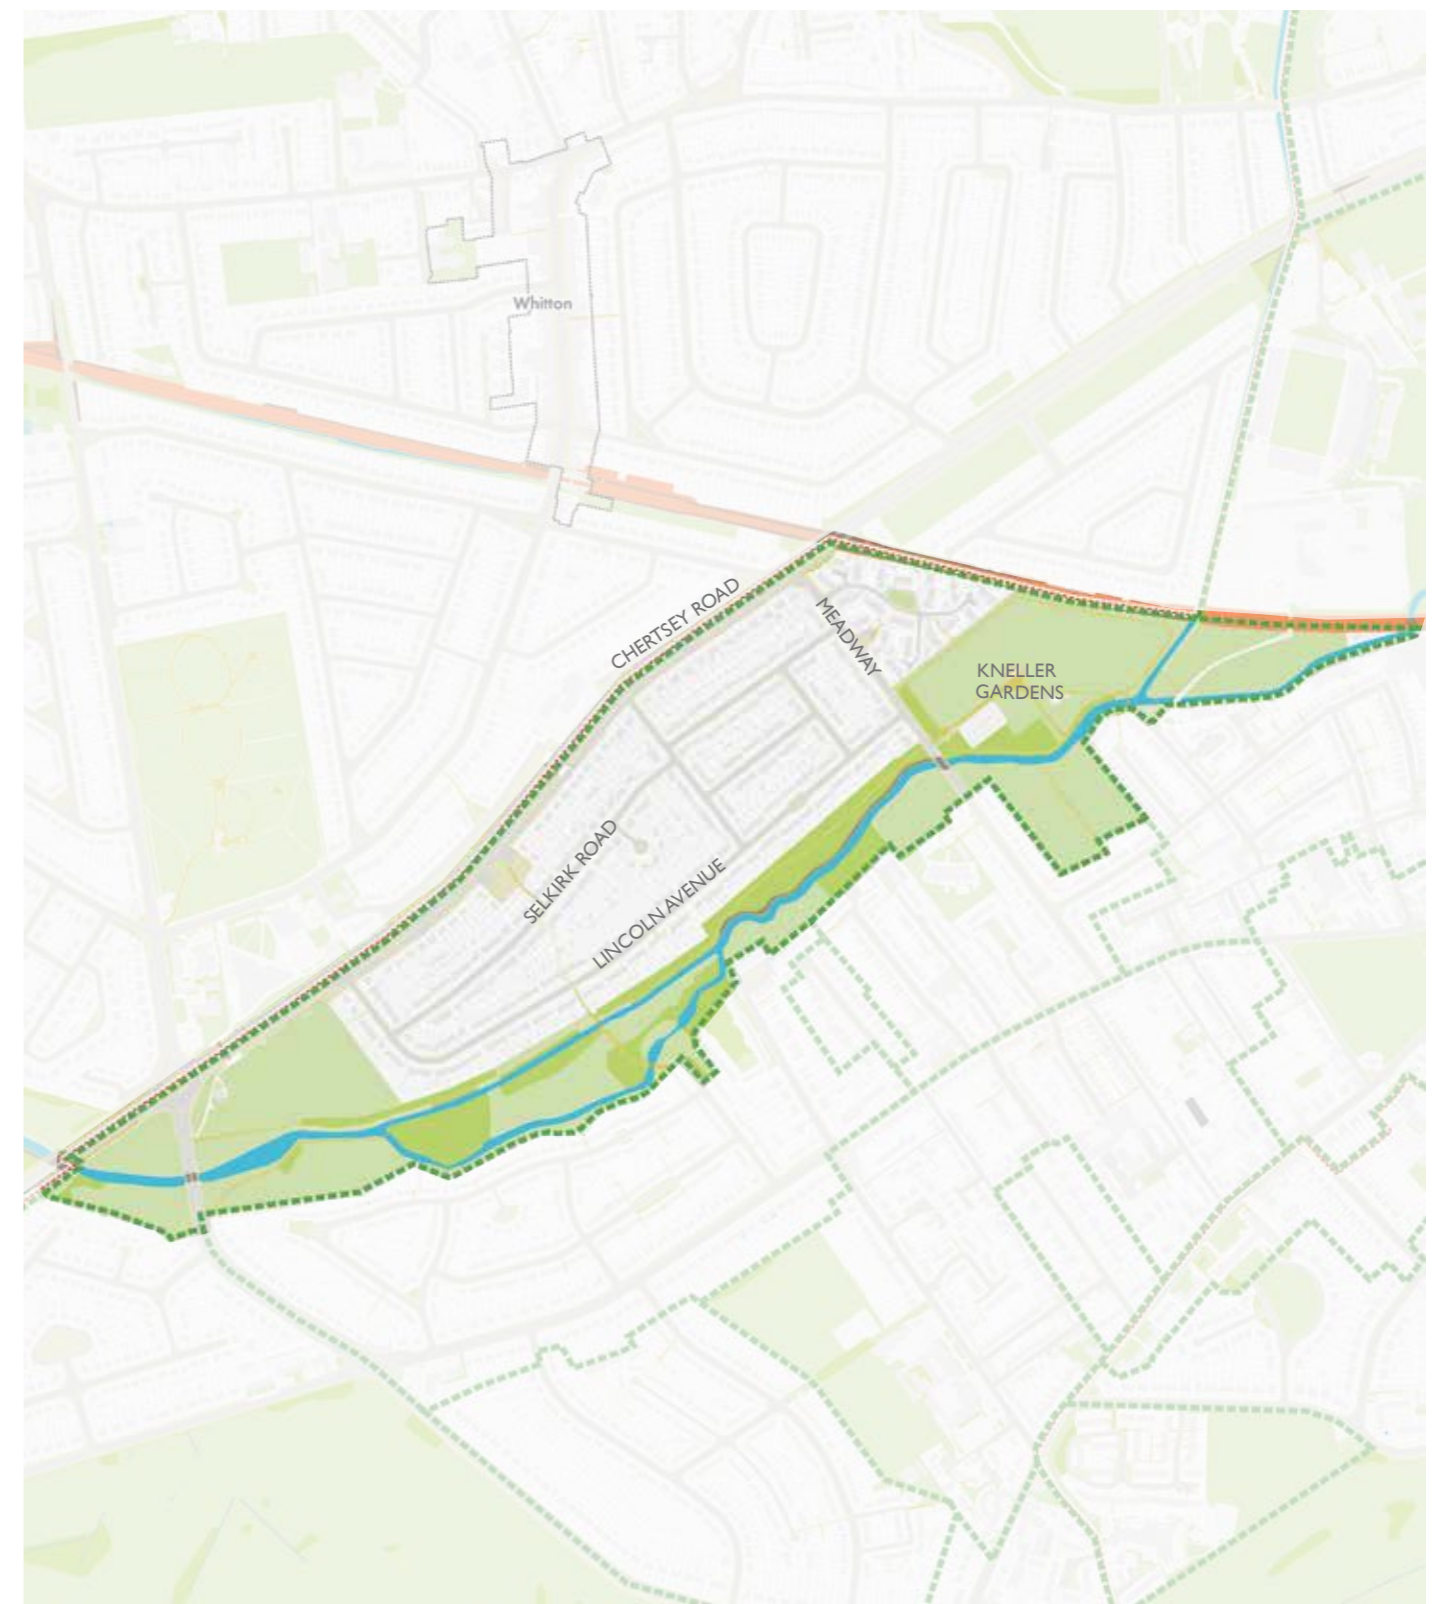 Whitton
CHERTSEY ROAD
MEADWAY
KNELLER
GARDENS
SELKIRK ROAD
LINCOLN AVENUE